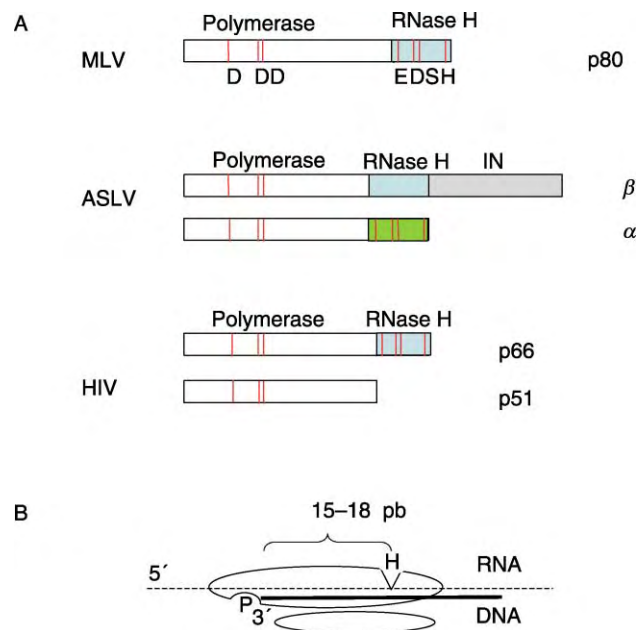 A
Polymerase RNase H
MLV p80
D DD EDSH
Polymerase RNase H IN
β
ASLV
α
Polymerase RNase H
p66
HIV
p51
B
15–18 pb
H
5´ RNA
P 3´
DNA